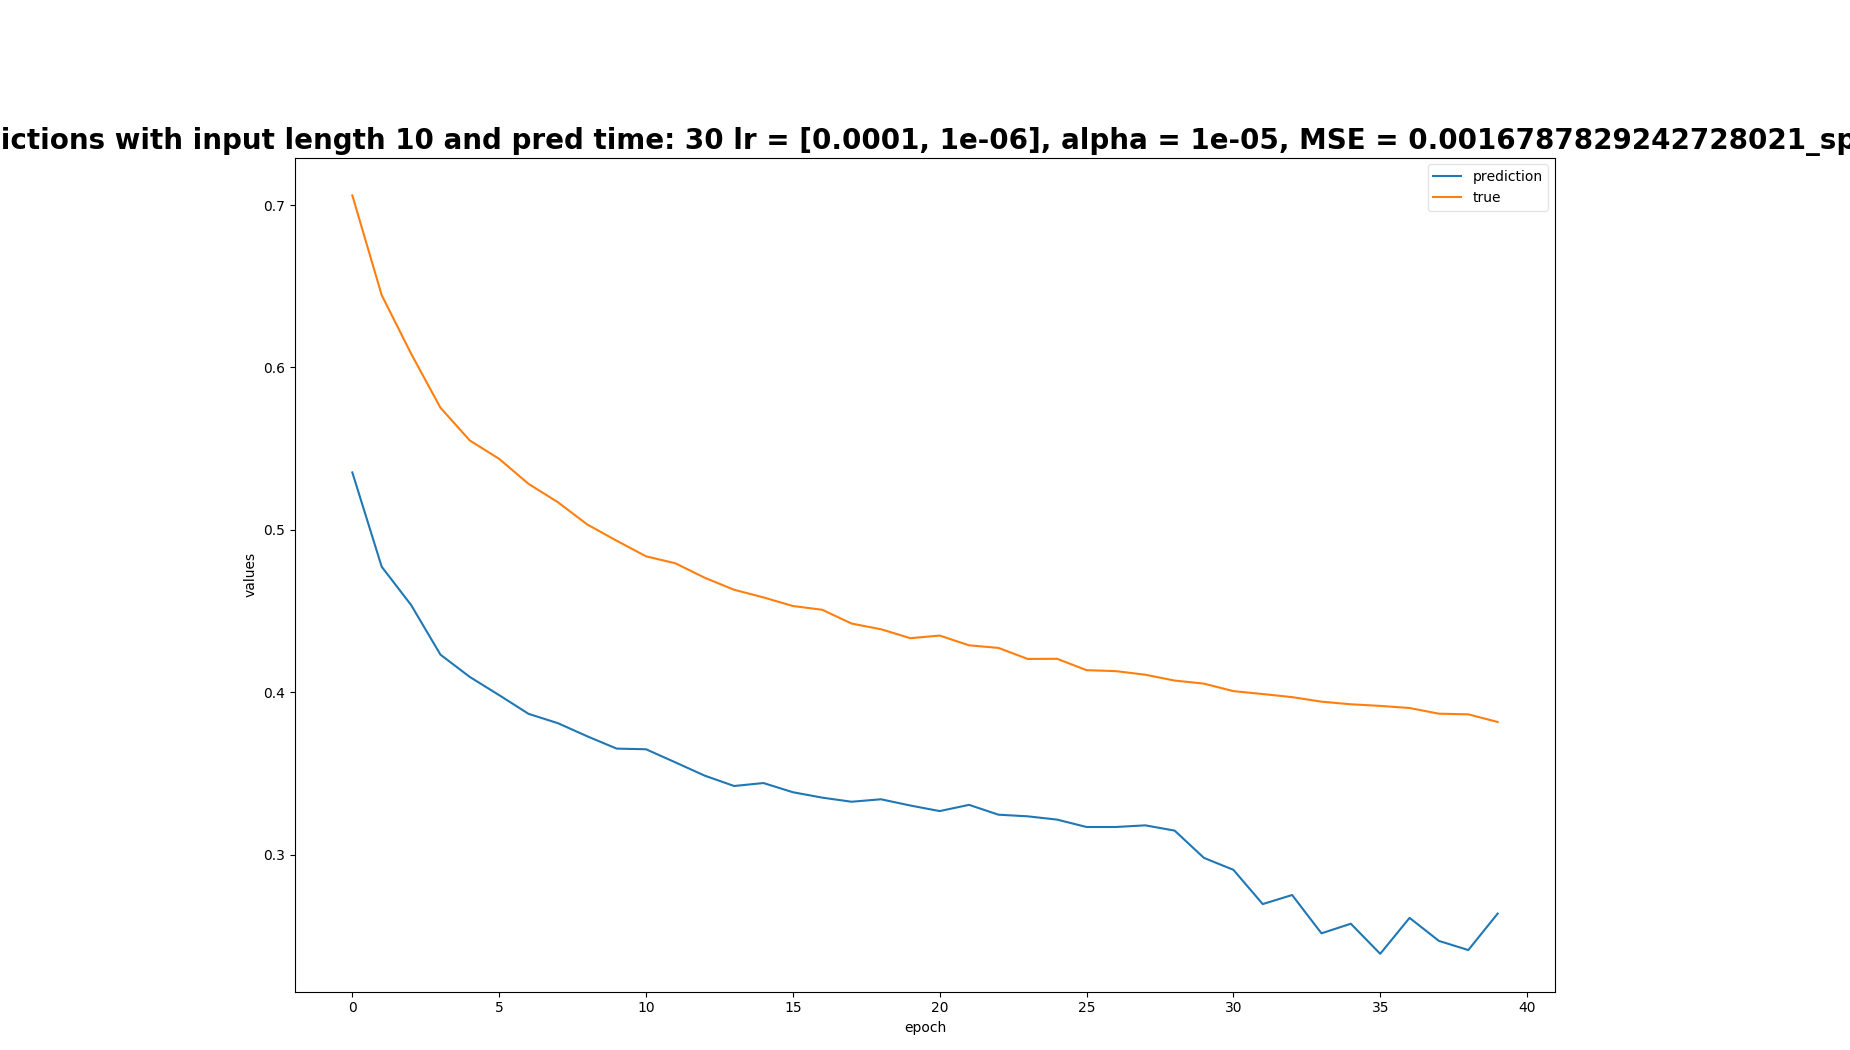 ictions with input length 10 and pred time: 30 lr = [0.0001, 1e-06], alpha = 1e-05, MSE = 0.0016787829242728021_sp
prediction
true
0.7
0.6
0.5
0.4
0.3
values
0 5 10 15 20 25 30 35 40
epoch